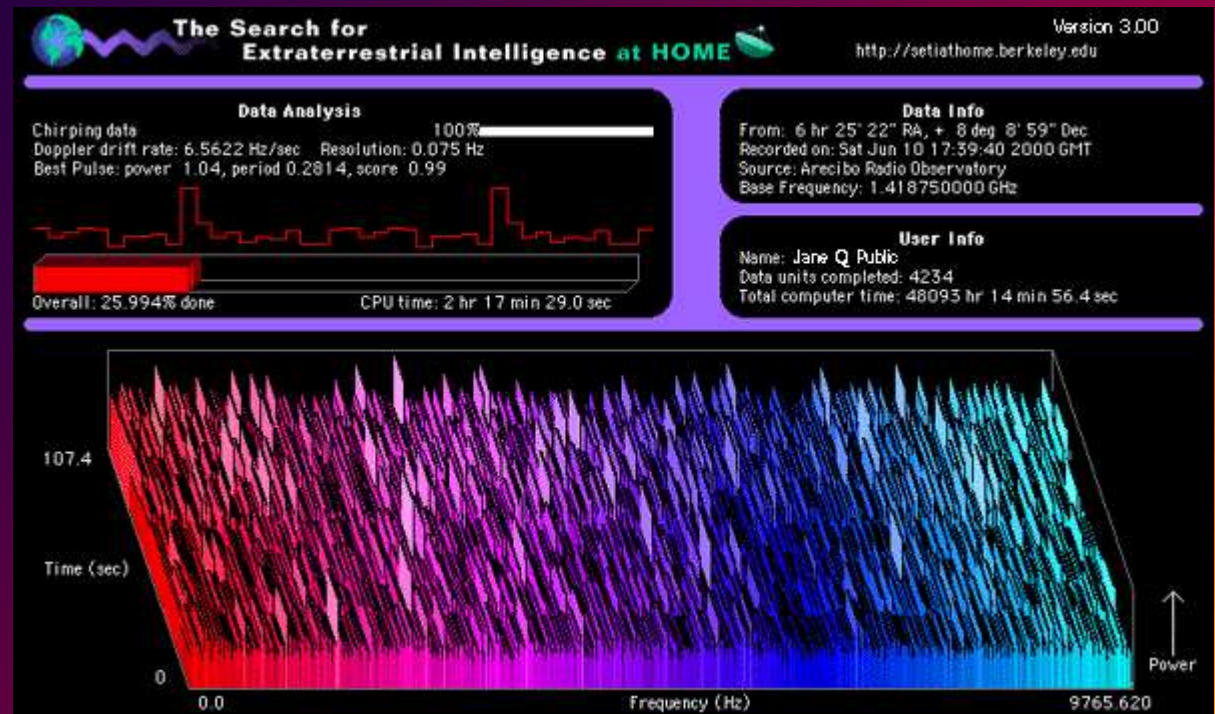 The Search for
Extraterrestrial Intelligence at HOME
Version 3.00
http://setiathome.berkeley.edu
Data Analysis
Chirping data 100%
Doppler drift rate: 6.5622 Hz/sec Resolution: 0.075 Hz
Best Pulse: power 1.04, period 0.2814, score 0.99
Overall: 25.994% done CPU time: 2 hr 17 min 29.0 sec
Data Info
From: 6 hr 25' 22" RA, + 8 deg 8' 59" Dec
Recorded on: Sat Jun 10 17:39:40 2000 GMT
Source: Arecibo Radio Observatory
Base Frequency: 1.418750000 GHz
User Info
Name: Jane Q Public
Data units completed: 4234
Total computer time: 48093 hr 14 min 56.4 sec
107.4
Time (sec)
0
0.0
Frequency (Hz)
9765.620
Power